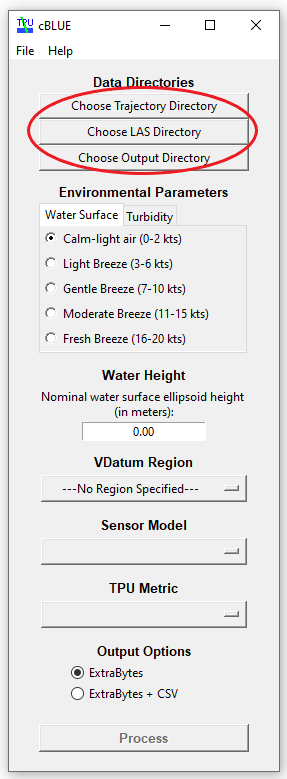 TPU cBLUE
File Help
Data Directories
Choose Trajectory Directory
Choose LAS Directory
Choose Output Directory
Environmental Parameters
Water Surface Turbidity
Calm-light air (0-2 kts)
Light Breeze (3-6 kts)
Gentle Breeze (7-10 kts)
Moderate Breeze (11-15 kts)
Fresh Breeze (16-20 kts)
Water Height
Nominal water surface ellipsoid height
(in meters):
0.00
VDatum Region
---No Region Specified---
Sensor Model
TPU Metric
Output Options
ExtraBytes
ExtraBytes + CSV
Process